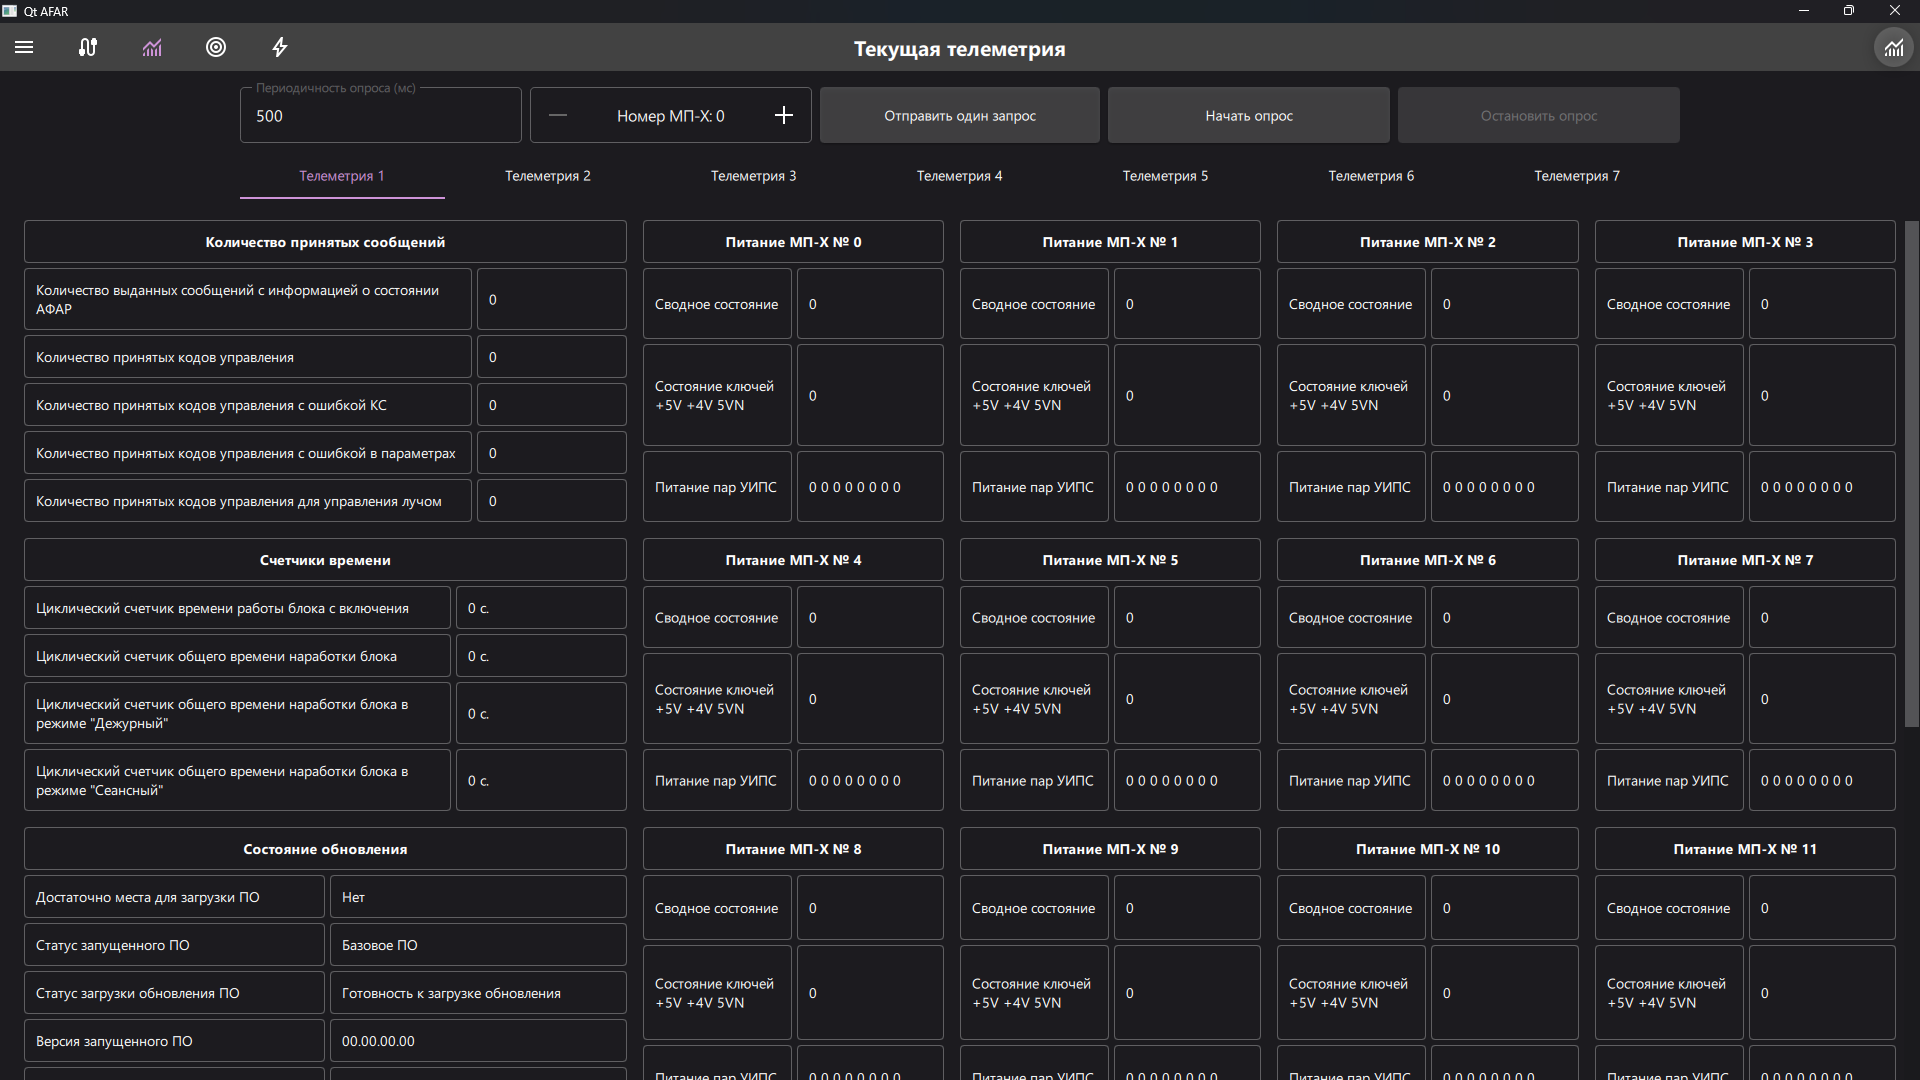 Qt AFAR
Текущая телеметрия
Периодичность опроса (мс)
500
Номер МП-Х: 0
Отправить один запрос
Начать опрос
Остановить опрос
Телеметрия 1
Телеметрия 2
Телеметрия 3
Телеметрия 4
Телеметрия 5
Телеметрия 6
Телеметрия 7
Количество принятых сообщений
Количество выданных сообщений с информацией о состоянии
АФАР
0
Количество принятых кодов управления
0
Количество принятых кодов управления с ошибкой КС
0
Количество принятых кодов управления с ошибкой в параметрах
0
Количество принятых кодов управления для управления лучом
0
Питание МП-Х № 0
Сводное состояние
0
Состояние ключей
+5V +4V 5VN
0
Питание пар УИПС
0 0 0 0 0 0 0 0
Питание МП-Х № 1
Сводное состояние
0
Состояние ключей
+5V +4V 5VN
0
Питание пар УИПС
0 0 0 0 0 0 0 0
Питание МП-Х № 2
Сводное состояние
0
Состояние ключей
+5V +4V 5VN
0
Питание пар УИПС
0 0 0 0 0 0 0 0
Питание МП-Х № 3
Сводное состояние
0
Состояние ключей
+5V +4V 5VN
0
Питание пар УИПС
0 0 0 0 0 0 0 0
Счетчики времени
Циклический счетчик времени работы блока с включения
0 с.
Циклический счетчик общего времени наработки блока
0 с.
Циклический счетчик общего времени наработки блока в
режиме "Дежурный"
0 с.
Циклический счетчик общего времени наработки блока в
режиме "Сеансный"
0 с.
Питание МП-Х № 4
Сводное состояние
0
Состояние ключей
+5V +4V 5VN
0
Питание пар УИПС
0 0 0 0 0 0 0 0
Питание МП-Х № 5
Сводное состояние
0
Состояние ключей
+5V +4V 5VN
0
Питание пар УИПС
0 0 0 0 0 0 0 0
Питание МП-Х № 6
Сводное состояние
0
Состояние ключей
+5V +4V 5VN
0
Питание пар УИПС
0 0 0 0 0 0 0 0
Питание МП-Х № 7
Сводное состояние
0
Состояние ключей
+5V +4V 5VN
0
Питание пар УИПС
0 0 0 0 0 0 0 0
Состояние обновления
Достаточно места для загрузки ПО
Нет
Статус запущенного ПО
Базовое ПО
Статус загрузки обновления ПО
Готовность к загрузке обновления
Версия запущенного ПО
00.00.00.00
Питание МП-Х № 8
Сводное состояние
0
Состояние ключей
+5V +4V 5VN
0
Питание пар УИПС
0 0 0 0 0 0 0 0
Питание МП-Х № 9
Сводное состояние
0
Состояние ключей
+5V +4V 5VN
0
Питание пар УИПС
0 0 0 0 0 0 0 0
Питание МП-Х № 10
Сводное состояние
0
Состояние ключей
+5V +4V 5VN
0
Питание пар УИПС
0 0 0 0 0 0 0 0
Питание МП-Х № 11
Сводное состояние
0
Состояние ключей
+5V +4V 5VN
0
Питание пар УИПС
0 0 0 0 0 0 0 0